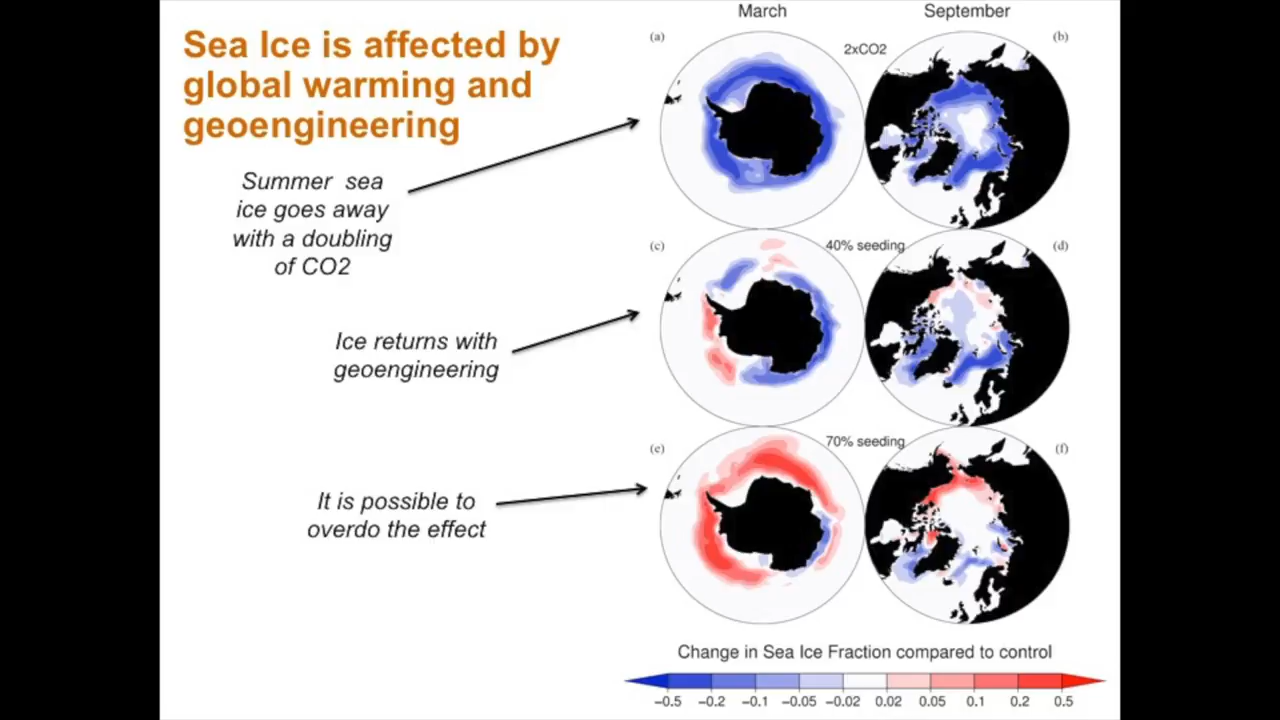 Sea Ice is affected by
global warming and
geoengineering
Summer sea
ice goes away
with a doubling
of CO2
Ice returns with
geoengineering
It is possible to
overdo the effect
March
September
(a)
2xCO2
(b)
(c)
40% seeding
(d)
(e)
70% seeding
(f)
Change in Sea Ice Fraction compared to control
−0.5 −0.2 −0.1 −0.05 −0.02 0.02 0.05 0.1 0.2 0.5